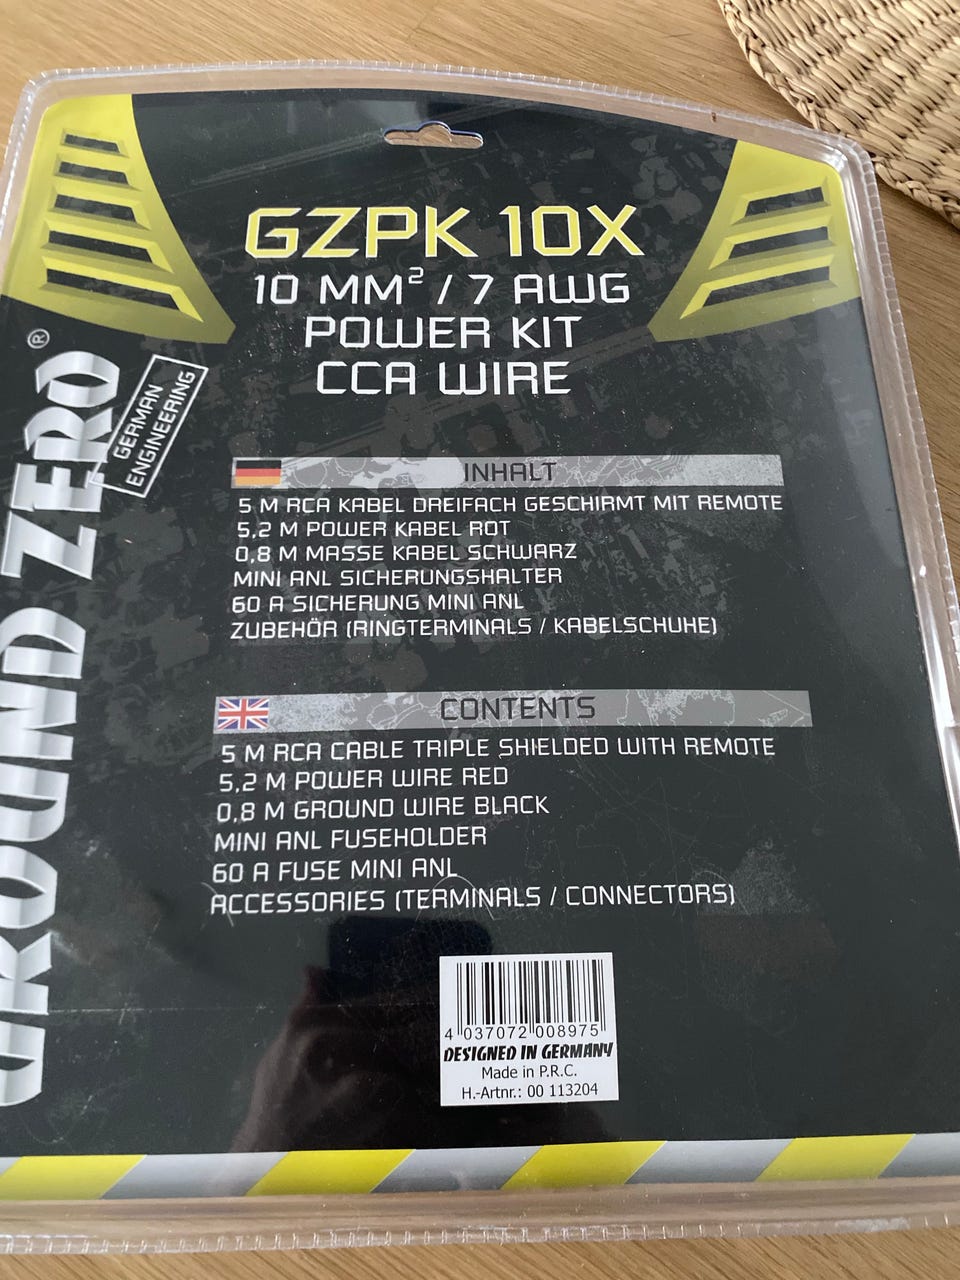 GZPK 10X
10 MM² / 7 AWG
POWER KIT
CCA WIRE
GROUND ZERO®
GERMAN
ENGINEERING
INHALT
5 M RCA KABEL DREIFACH GESCHIRMT MIT REMOTE
5,2 M POWER KABEL ROT
0,8 M MASSE KABEL SCHWARZ
MINI ANL SICHERUNGSHALTER
60 A SICHERUNG MINI ANL
ZUBEHÖR (RINGTERMINALS / KABELSCHUHE)
CONTENTS
5 M RCA CABLE TRIPLE SHIELDED WITH REMOTE
5,2 M POWER WIRE RED
0,8 M GROUND WIRE BLACK
MINI ANL FUSEHOLDER
60 A FUSE MINI ANL
ACCESSORIES (TERMINALS / CONNECTORS)
4 037072 008975
DESIGNED IN GERMANY
Made in P.R.C.
H.-Artnr.: 00 113204